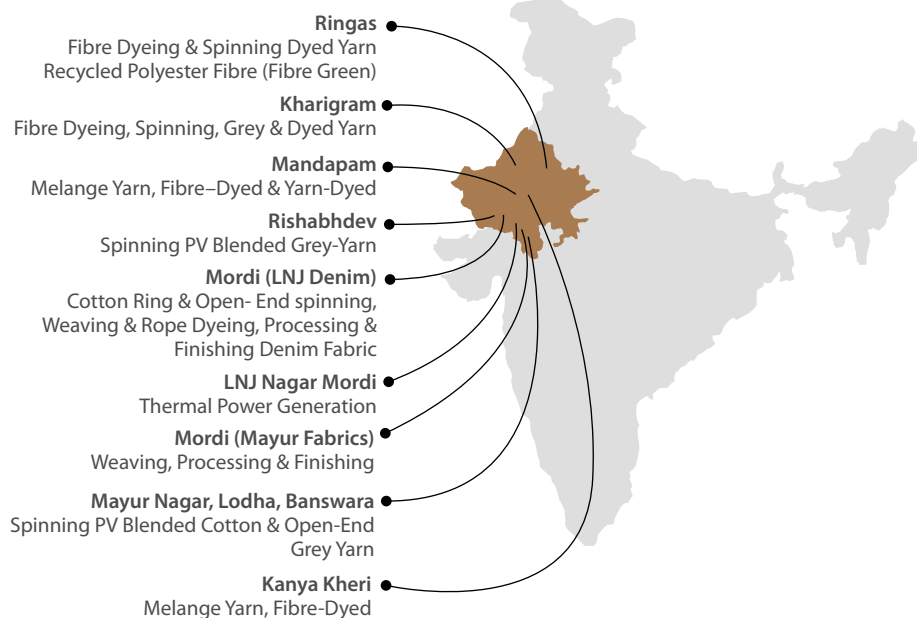 Ringas
Fibre Dyeing & Spinning Dyed Yarn
Recycled Polyester Fibre (Fibre Green)
Kharigram
Fibre Dyeing, Spinning, Grey & Dyed Yarn
Mandapam
Melange Yarn, Fibre–Dyed & Yarn-Dyed
Rishabhdev
Spinning PV Blended Grey-Yarn
Mordi (LNJ Denim)
Cotton Ring & Open- End spinning,
Weaving & Rope Dyeing, Processing &
Finishing Denim Fabric
LNJ Nagar Mordi
Thermal Power Generation
Mordi (Mayur Fabrics)
Weaving, Processing & Finishing
Mayur Nagar, Lodha, Banswara
Spinning PV Blended Cotton & Open-End
Grey Yarn
Kanya Kheri
Melange Yarn, Fibre-Dyed